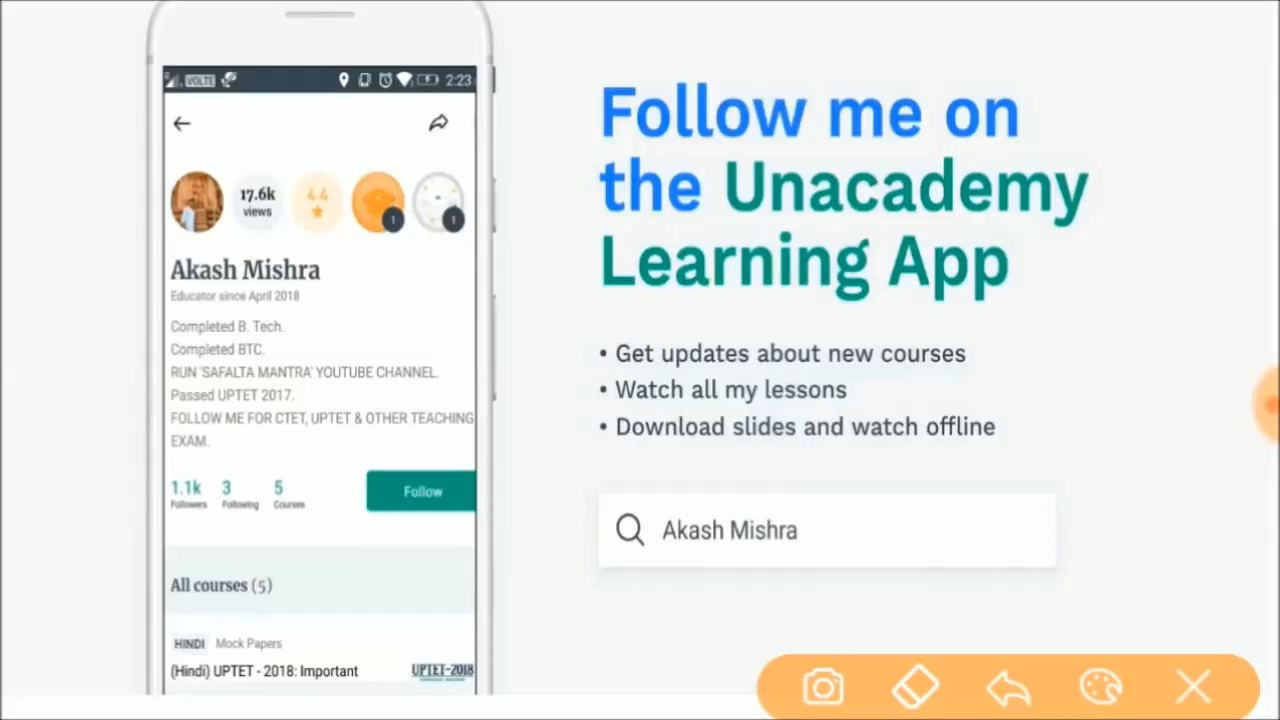 VOLTE 2:23
17.6k
views
4.4
1
1
Akash Mishra
Educator since April 2018
Completed B. Tech.
Completed BTC.
RUN 'SAFALTA MANTRA' YOUTUBE CHANNEL.
Passed UPTET 2017.
FOLLOW ME FOR CTET, UPTET & OTHER TEACHING
EXAM.
1.1k 3 5
Followers Following Courses
Follow
All courses (5)
HINDI Mock Papers
(Hindi) UPTET - 2018: Important
UPTET-2018
Follow me on
the Unacademy
Learning App
• Get updates about new courses
• Watch all my lessons
• Download slides and watch offline
Akash Mishra